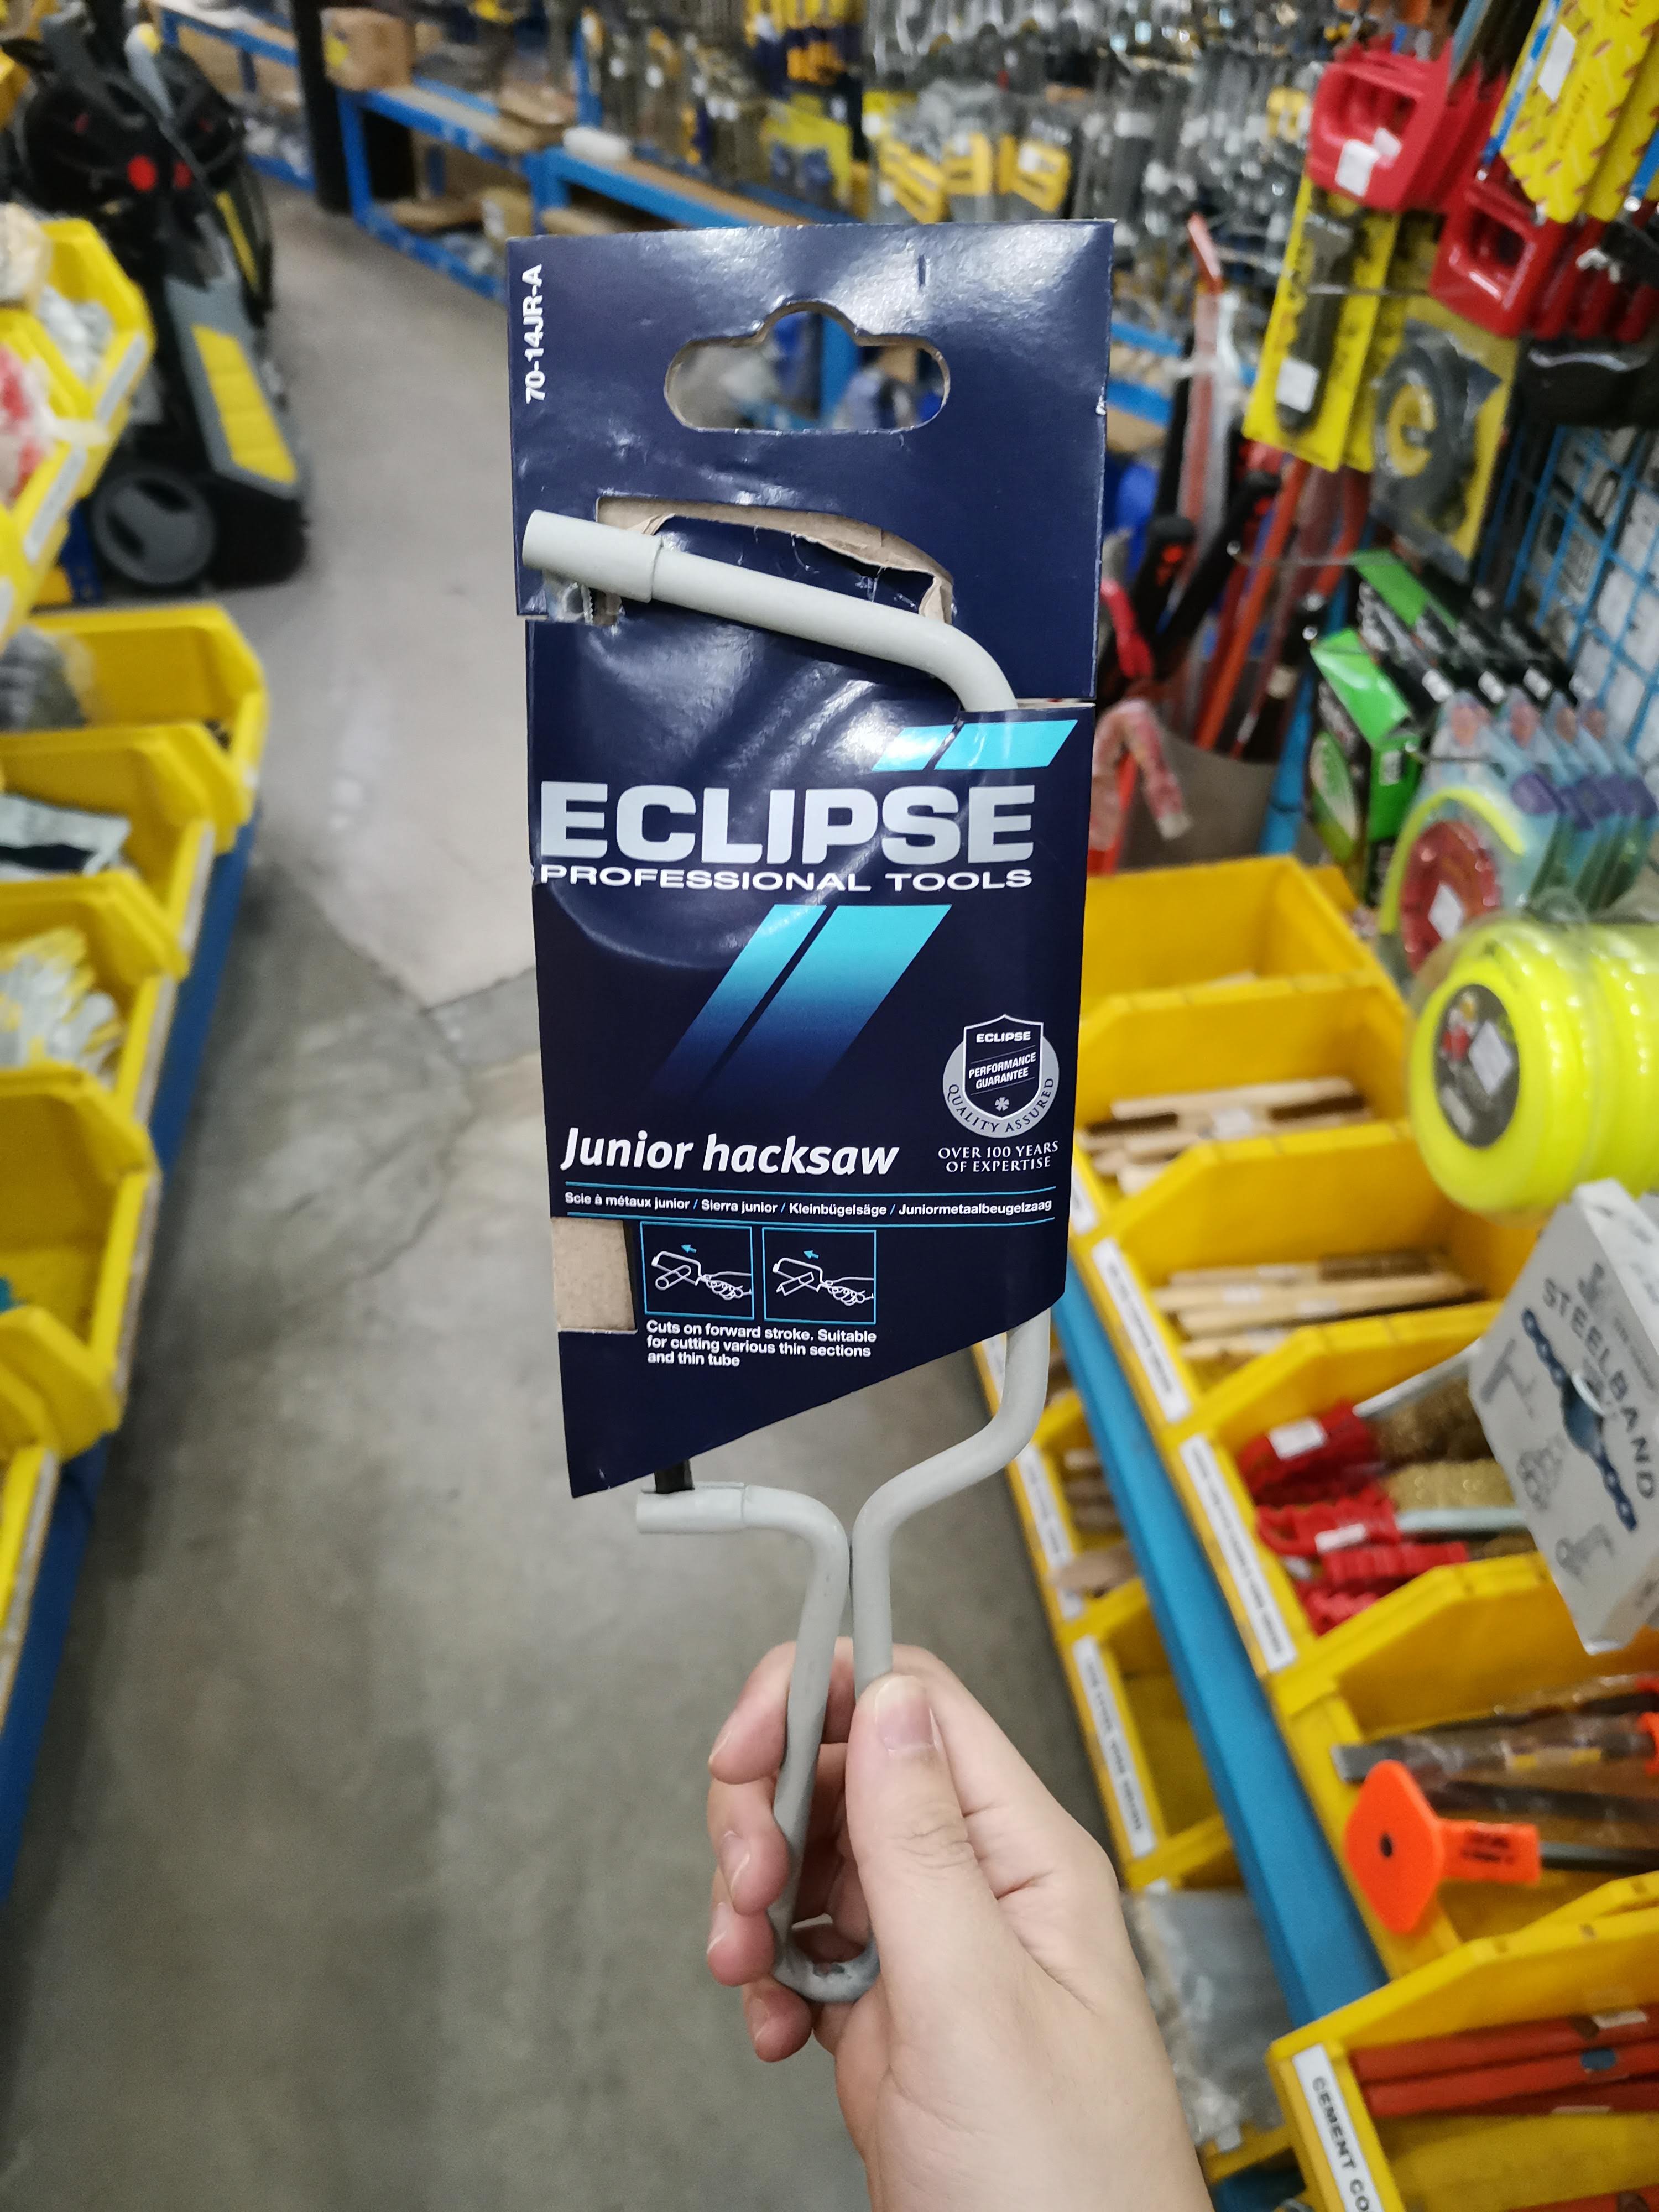 70-14JR-A
ECLIPSE
PROFESSIONAL TOOLS
ECLIPSE
PERFORMANCE
GUARANTEE
QUALITY ASSURED
OVER 100 YEARS
OF EXPERTISE
Junior hacksaw
Scie à métaux junior / Sierra junior / Kleinbügelsäge / Juniormetaalbeugelzaag
Cuts on forward stroke. Suitable
for cutting various thin sections
and thin tube
STEELBAND
CEMENT